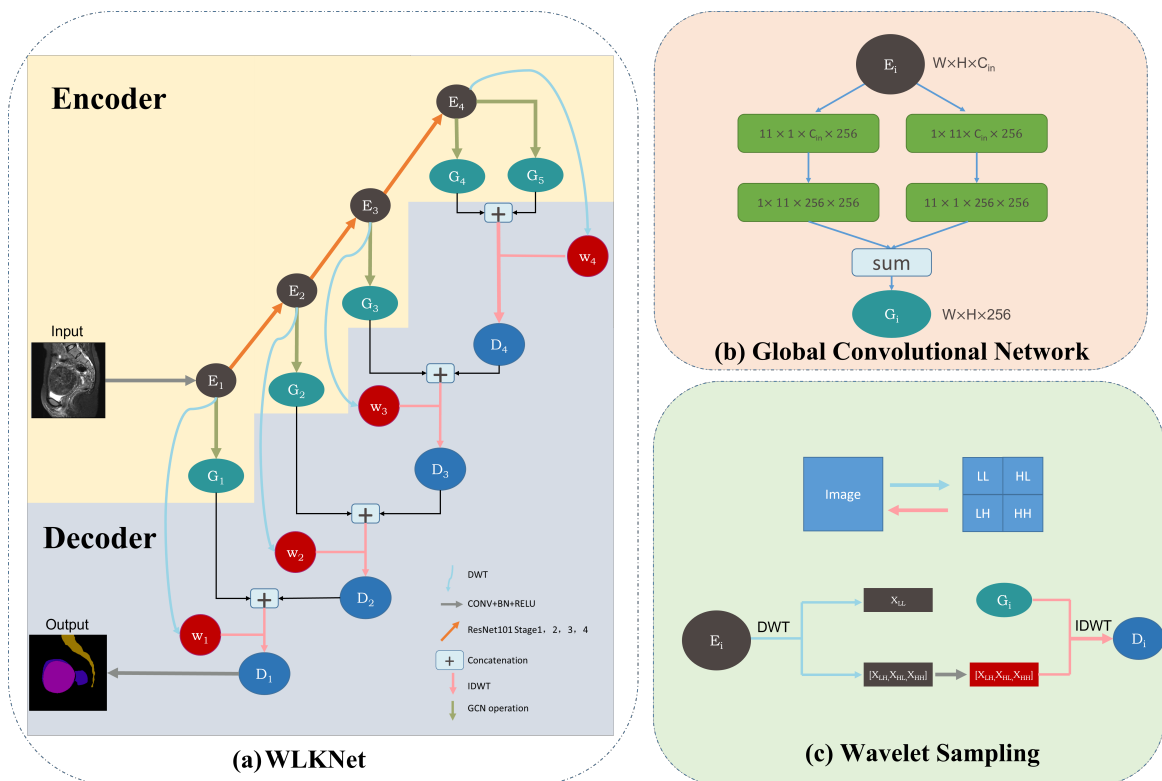 Encoder
E4
G4
G5
+
w4
E3
G3
E2
D4
+
w3
Input
E1
G2
D3
G1
+
Decoder
w2
D2
+
w1
Output
D1
DWT
CONV+BN+RELU
ResNet101 Stage1, 2, 3, 4
+ Concatenation
IDWT
GCN operation
(a) WLKNet
Ei
W×H×Cin
11 × 1 × Cin × 256
1× 11× Cin × 256
1× 11 × 256 × 256
11 × 1 × 256 × 256
sum
Gi
W×H×256
(b) Global Convolutional Network
Image
LL HL
LH HH
Ei
DWT
XLL
[XLH,XHL,XHH]
Gi
[XLH,XHL,XHH]
IDWT
Di
(c) Wavelet Sampling